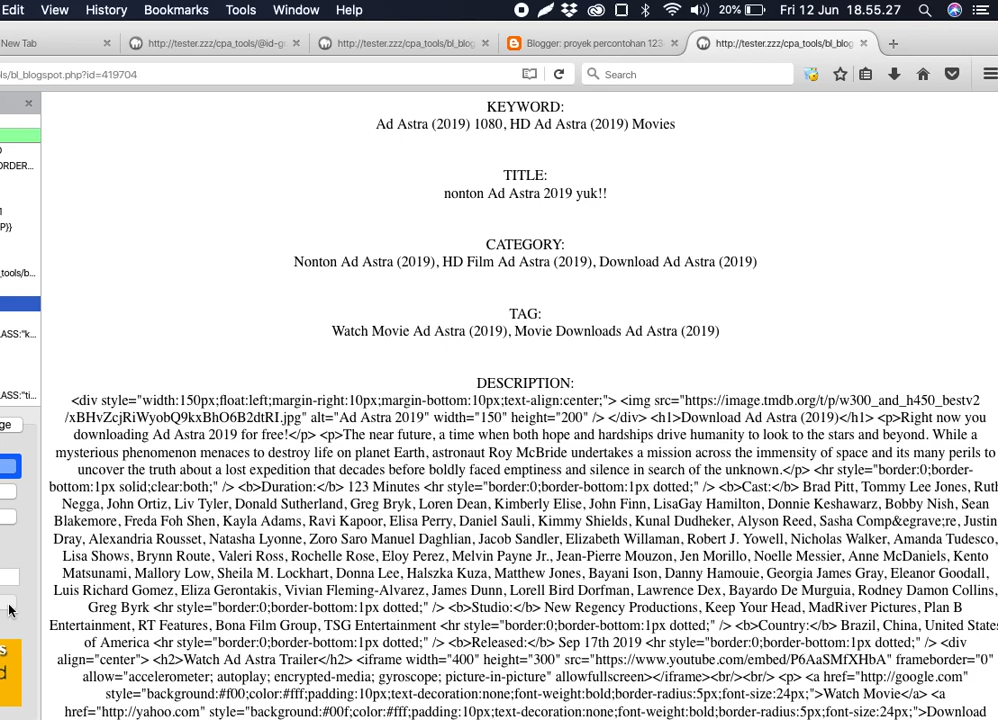 Edit View History Bookmarks Tools Window Help 20% Fri 12 Jun 18.55.27
New Tab http://tester.zzz/cpa_tools/@id-g http://tester.zzz/cpa_tools/bl_blog Blogger: proyek percontohan 123 http://tester.zzz/cpa_tools/bl_blog
ls/bl_blogspot.php?id=419704 Search
KEYWORD:
Ad Astra (2019) 1080, HD Ad Astra (2019) Movies
ORDER...
TITLE:
nonton Ad Astra 2019 yuk!!
P}}
CATEGORY:
Nonton Ad Astra (2019), HD Film Ad Astra (2019), Download Ad Astra (2019)
_tools/b...
TAG:
Watch Movie Ad Astra (2019), Movie Downloads Ad Astra (2019)
ASS:"k...
DESCRIPTION:
ASS:"ti...
<div style="width:150px;float:left;margin-right:10px;margin-bottom:10px;text-align:center;"> <img src="https://image.tmdb.org/t/p/w300_and_h450_bestv2
/xBHvZcjRiWyobQ9kxBhO6B2dtRI.jpg" alt="Ad Astra 2019" width="150" height="200" /> </div> <h1>Download Ad Astra (2019)</h1> <p>Right now you
ge
downloading Ad Astra 2019 for free!</p> <p>The near future, a time when both hope and hardships drive humanity to look to the stars and beyond. While a
mysterious phenomenon menaces to destroy life on planet Earth, astronaut Roy McBride undertakes a mission across the immensity of space and its many perils to
uncover the truth about a lost expedition that decades before boldly faced emptiness and silence in search of the unknown.</p> <hr style="border:0;border-
bottom:1px solid;clear:both;" /> <b>Duration:</b> 123 Minutes <hr style="border:0;border-bottom:1px dotted;" /> <b>Cast:</b> Brad Pitt, Tommy Lee Jones, Ruth
Negga, John Ortiz, Liv Tyler, Donald Sutherland, Greg Bryk, Loren Dean, Kimberly Elise, John Finn, LisaGay Hamilton, Donnie Keshawarz, Bobby Nish, Sean
Blakemore, Freda Foh Shen, Kayla Adams, Ravi Kapoor, Elisa Perry, Daniel Sauli, Kimmy Shields, Kunal Dudheker, Alyson Reed, Sasha Comp&egrave;re, Justin
Dray, Alexandria Rousset, Natasha Lyonne, Zoro Saro Manuel Daghlian, Jacob Sandler, Elizabeth Willaman, Robert J. Yowell, Nicholas Walker, Amanda Tudesco,
Lisa Shows, Brynn Route, Valeri Ross, Rochelle Rose, Eloy Perez, Melvin Payne Jr., Jean-Pierre Mouzon, Jen Morillo, Noelle Messier, Anne McDaniels, Kento
Matsunami, Mallory Low, Sheila M. Lockhart, Donna Lee, Halszka Kuza, Matthew Jones, Bayani Ison, Danny Hamouie, Georgia James Gray, Eleanor Goodall,
Luis Richard Gomez, Eliza Gerontakis, Vivian Fleming-Alvarez, James Dunn, Lorell Bird Dorfman, Lawrence Dex, Bayardo De Murguia, Rodney Damon Collins,
Greg Byrk <hr style="border:0;border-bottom:1px dotted;" /> <b>Studio:</b> New Regency Productions, Keep Your Head, MadRiver Pictures, Plan B
Entertainment, RT Features, Bona Film Group, TSG Entertainment <hr style="border:0;border-bottom:1px dotted;" /> <b>Country:</b> Brazil, China, United States
of America <hr style="border:0;border-bottom:1px dotted;" /> <b>Released:</b> Sep 17th 2019 <hr style="border:0;border-bottom:1px dotted;" /> <div
align="center"> <h2>Watch Ad Astra Trailer</h2> <iframe width="400" height="300" src="https://www.youtube.com/embed/P6AaSMfXHbA" frameborder="0"
allow="accelerometer; autoplay; encrypted-media; gyroscope; picture-in-picture" allowfullscreen></iframe><br/><br/> <p> <a href="http://google.com"
style="background:#f00;color:#fff;padding:10px;text-decoration:none;font-weight:bold;border-radius:5px;font-size:24px;">Watch Movie</a> <a
href="http://yahoo.com" style="background:#00f;color:#fff;padding:10px;text-decoration:none;font-weight:bold;border-radius:5px;font-size:24px;">Download